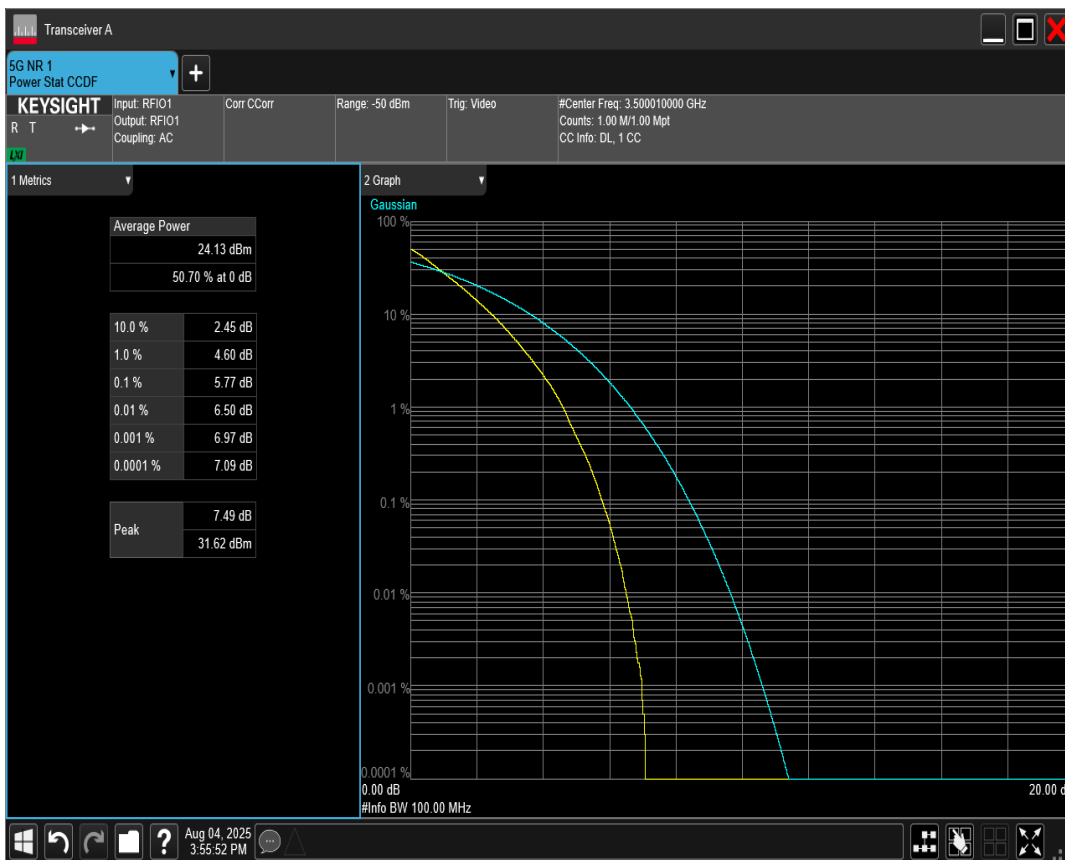 Transceiver A
5G NR 1
Power Stat CCDF
KEYSIGHT
R T
LXI
Input: RFIO1
Output: RFIO1
Coupling: AC
Corr CCorr
Range: -50 dBm
Trig: Video
#Center Freq: 3.500010000 GHz
Counts: 1.00 M/1.00 Mpt
CC Info: DL, 1 CC
1 Metrics
Average Power
24.13 dBm
50.70 % at 0 dB
10.0 % 2.45 dB
1.0 % 4.60 dB
0.1 % 5.77 dB
0.01 % 6.50 dB
0.001 % 6.97 dB
0.0001 % 7.09 dB
Peak
7.49 dB
31.62 dBm
2 Graph
Gaussian
100 %
10 %
1 %
0.1 %
0.01 %
0.001 %
0.0001 %
0.00 dB
20.00 d
#Info BW 100.00 MHz
?
Aug 04, 2025
3:55:52 PM